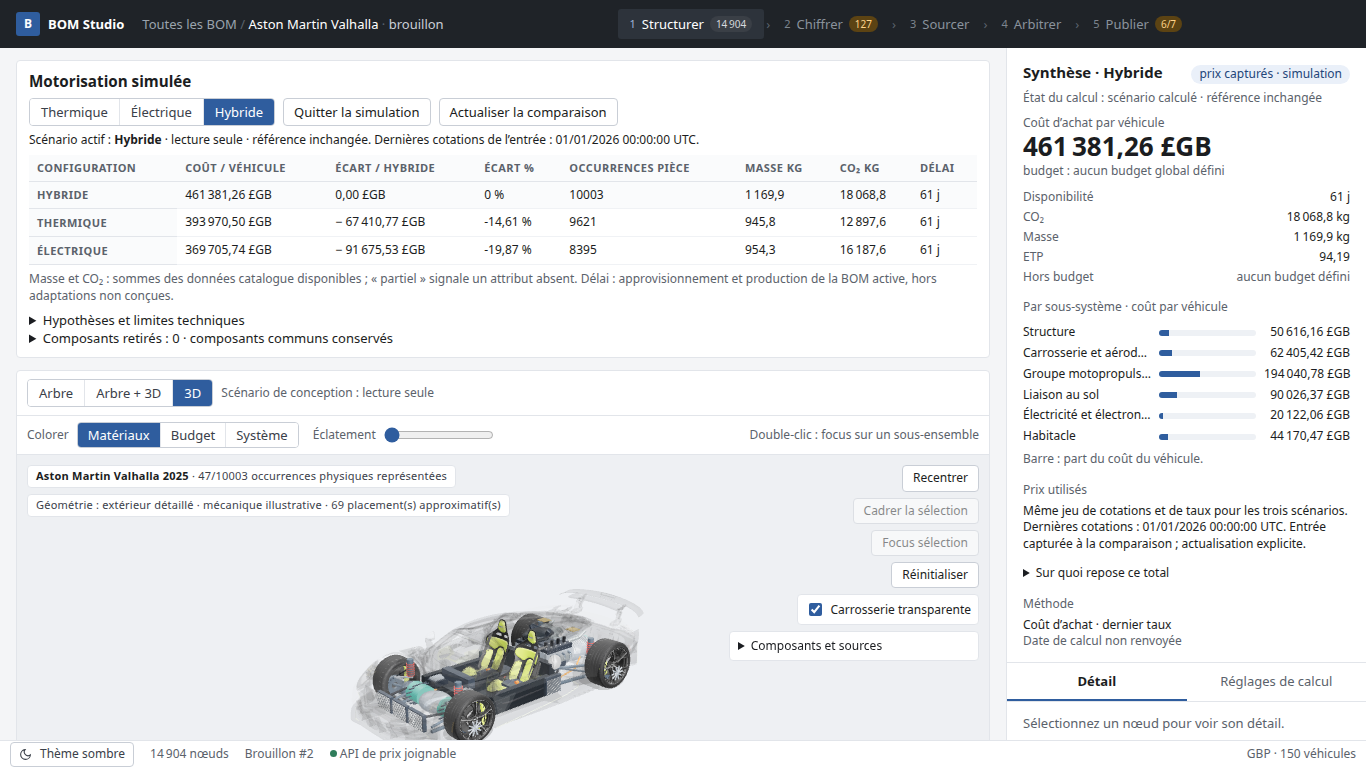 B BOM Studio Toutes les BOM / Aston Martin Valhalla · brouillon 1 Structurer 14 904 › 2 Chiffrer 127 › 3 Sourcer › 4 Arbitrer › 5 Publier 6/7
Motorisation simulée
Thermique Électrique Hybride Quitter la simulation Actualiser la comparaison
Scénario actif : Hybride · lecture seule · référence inchangée. Dernières cotations de l’entrée : 01/01/2026 00:00:00 UTC.
CONFIGURATION COÛT / VÉHICULE ÉCART / HYBRIDE ÉCART % OCCURRENCES PIÈCE MASSE KG CO₂ KG DÉLAI
HYBRIDE 461 381,26 £GB 0,00 £GB 0 % 10003 1 169,9 18 068,8 61 j
THERMIQUE 393 970,50 £GB − 67 410,77 £GB -14,61 % 9621 945,8 12 897,6 61 j
ÉLECTRIQUE 369 705,74 £GB − 91 675,53 £GB -19,87 % 8395 954,3 16 187,6 61 j
Masse et CO₂ : sommes des données catalogue disponibles ; « partiel » signale un attribut absent. Délai : approvisionnement et production de la BOM active, hors
adaptations non conçues.
Hypothèses et limites techniques
Composants retirés : 0 · composants communs conservés
Arbre Arbre + 3D 3D Scénario de conception : lecture seule
Colorer Matériaux Budget Système Éclatement Double-clic : focus sur un sous-ensemble
Aston Martin Valhalla 2025 · 47/10003 occurrences physiques représentées
Géométrie : extérieur détaillé · mécanique illustrative · 69 placement(s) approximatif(s)
Recentrer
Cadrer la sélection
Focus sélection
Réinitialiser
Carrosserie transparente
Composants et sources
Synthèse · Hybride prix capturés · simulation
État du calcul : scénario calculé · référence inchangée
Coût d’achat par véhicule
461 381,26 £GB
budget : aucun budget global défini
Disponibilité 61 j
CO₂ 18 068,8 kg
Masse 1 169,9 kg
ETP 94,19
Hors budget aucun budget défini
Par sous-système · coût par véhicule
Structure 50 616,16 £GB
Carrosserie et aérod... 62 405,42 £GB
Groupe motopropuls... 194 040,78 £GB
Liaison au sol 90 026,37 £GB
Électricité et électron... 20 122,06 £GB
Habitacle 44 170,47 £GB
Barre : part du coût du véhicule.
Prix utilisés
Même jeu de cotations et de taux pour les trois scénarios.
Dernières cotations : 01/01/2026 00:00:00 UTC. Entrée
capturée à la comparaison ; actualisation explicite.
Sur quoi repose ce total
Méthode
Coût d’achat · dernier taux
Date de calcul non renvoyée
Détail Réglages de calcul
Sélectionnez un nœud pour voir son détail.
Thème sombre 14 904 nœuds Brouillon #2 API de prix joignable GBP · 150 véhicules